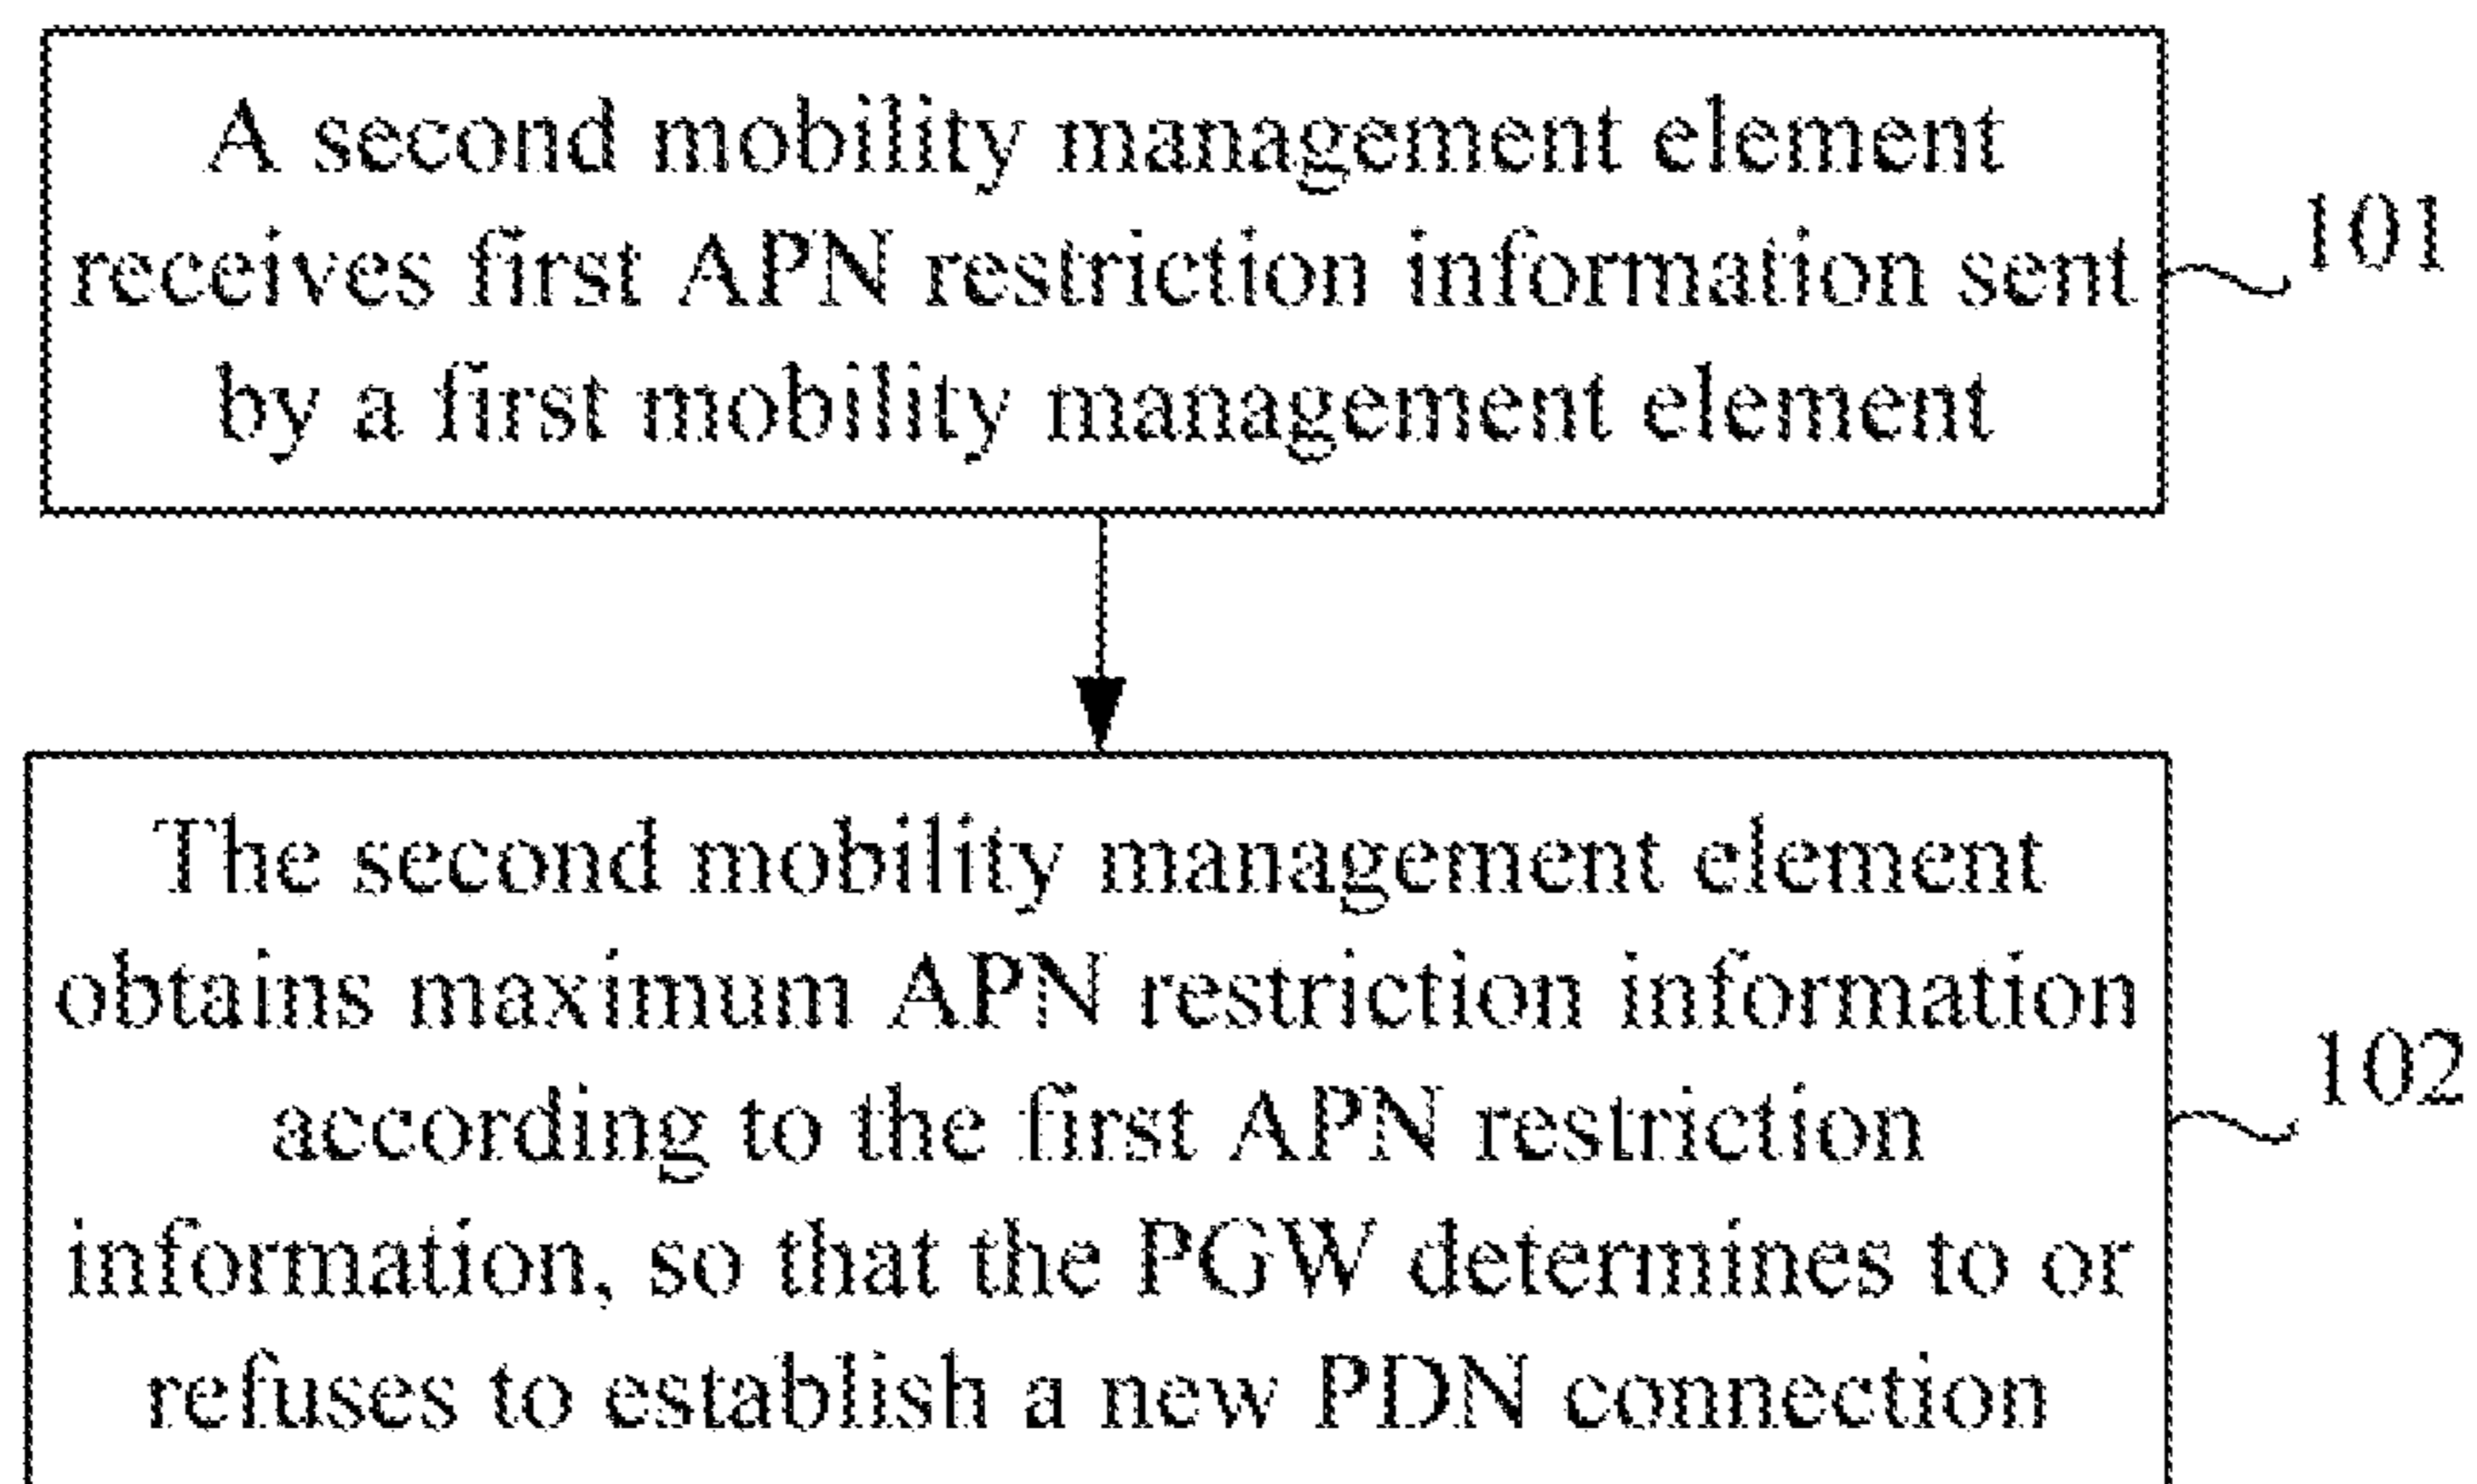 A second mobility management element
receives first APN restriction information sent
by a first mobility management element
101
The second mobility management element
obtains maximum APN restriction information
according to the first APN restriction
information, so that the PGW determines to or
refuses to establish a new PDN connection
102